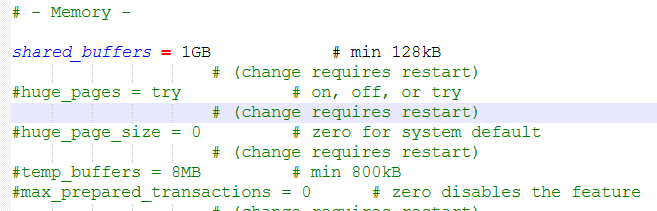 # - Memory -
shared_buffers = 1GB # min 128kB
# (change requires restart)
#huge_pages = try # on, off, or try
# (change requires restart)
#huge_page_size = 0 # zero for system default
# (change requires restart)
#temp_buffers = 8MB # min 800kB
#max_prepared_transactions = 0 # zero disables the feature
# (change requires restart)